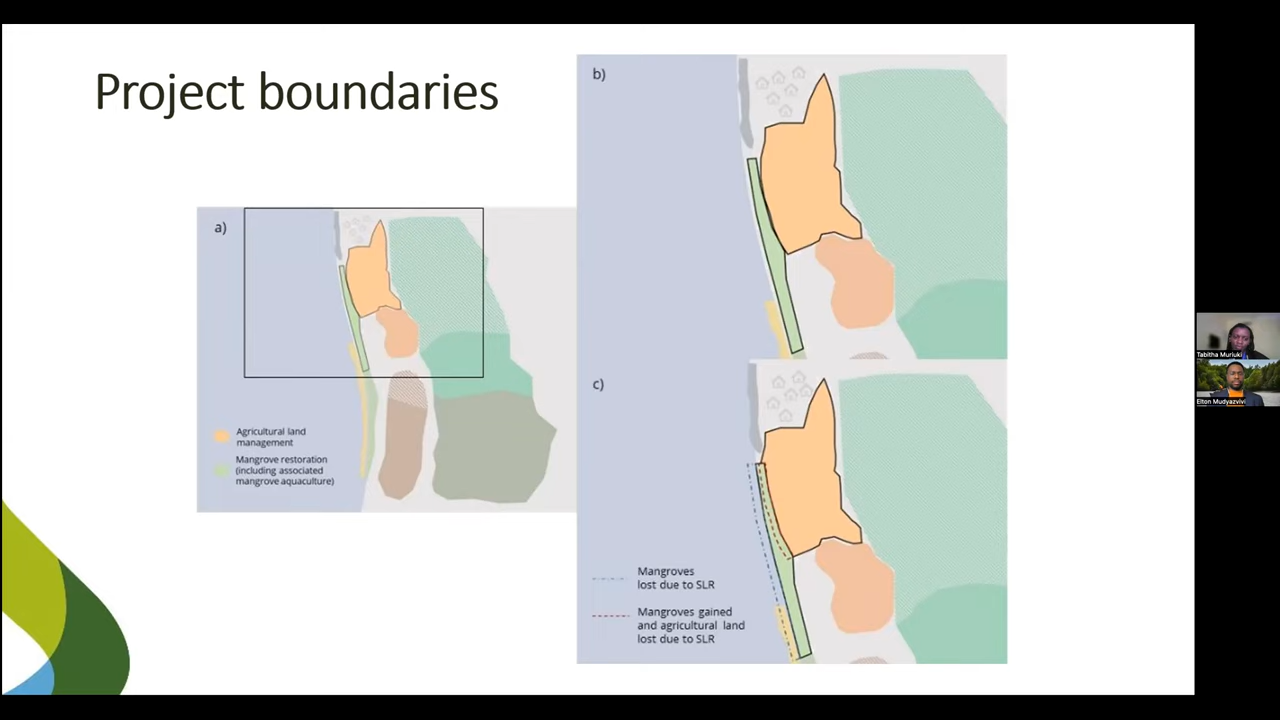 Project boundaries
a)
Agricultural land
management
Mangrove restoration
(including associated
mangrove aquaculture)
b)
c)
Mangroves
lost due to SLR
Mangroves gained
and agricultural land
lost due to SLR
Tabitha Muriuki
Elton Mudyazvivi